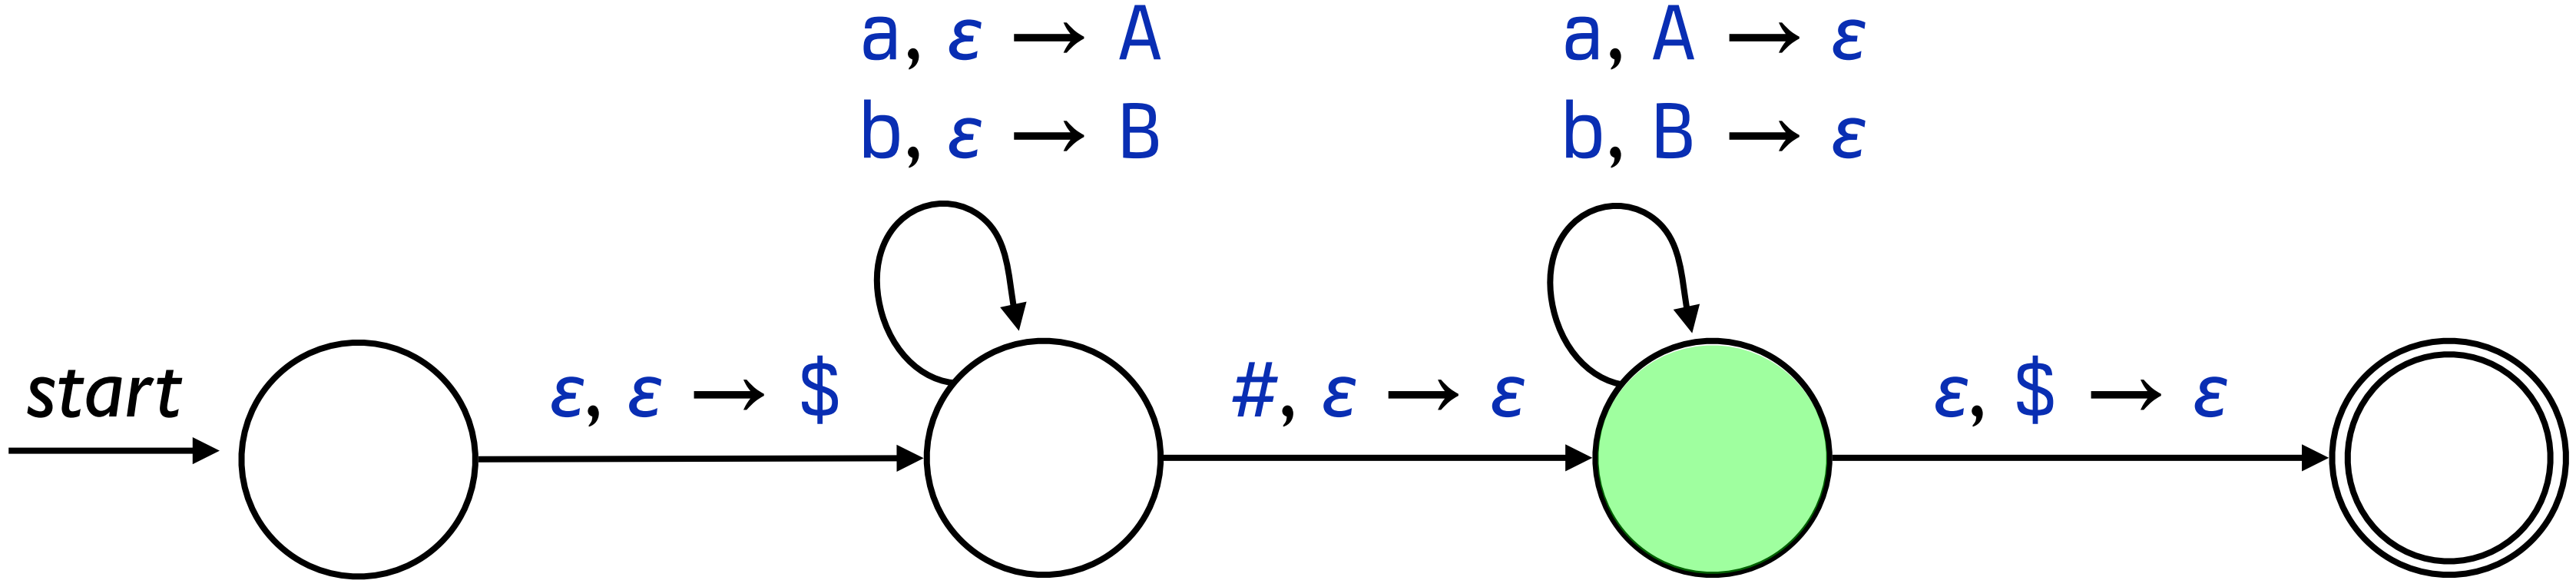 a, ε → A
b, ε → B
a, A → ε
b, B → ε
start
ε, ε → $
#, ε → ε
ε, $ → ε